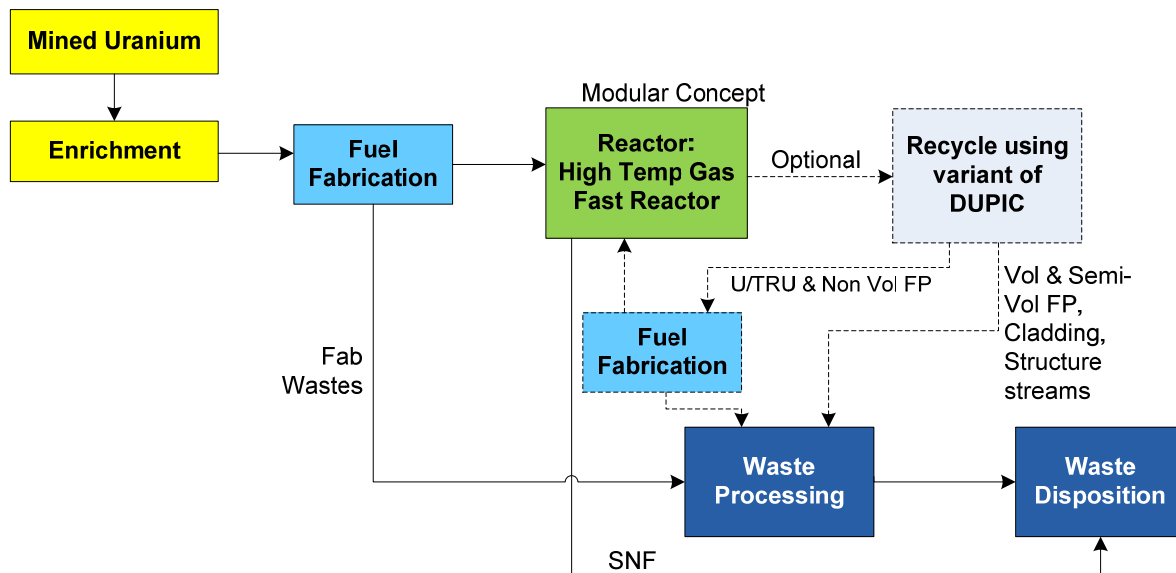 Mined Uranium
Enrichment
Fuel
Fabrication
Modular Concept
Reactor:
High Temp Gas
Fast Reactor
Optional
Recycle using
variant of
DUPIC
U/TRU & Non Vol FP
Vol & Semi-
Vol FP,
Cladding,
Structure
streams
Fuel
Fabrication
Fab
Wastes
Waste
Processing
Waste
Disposition
SNF